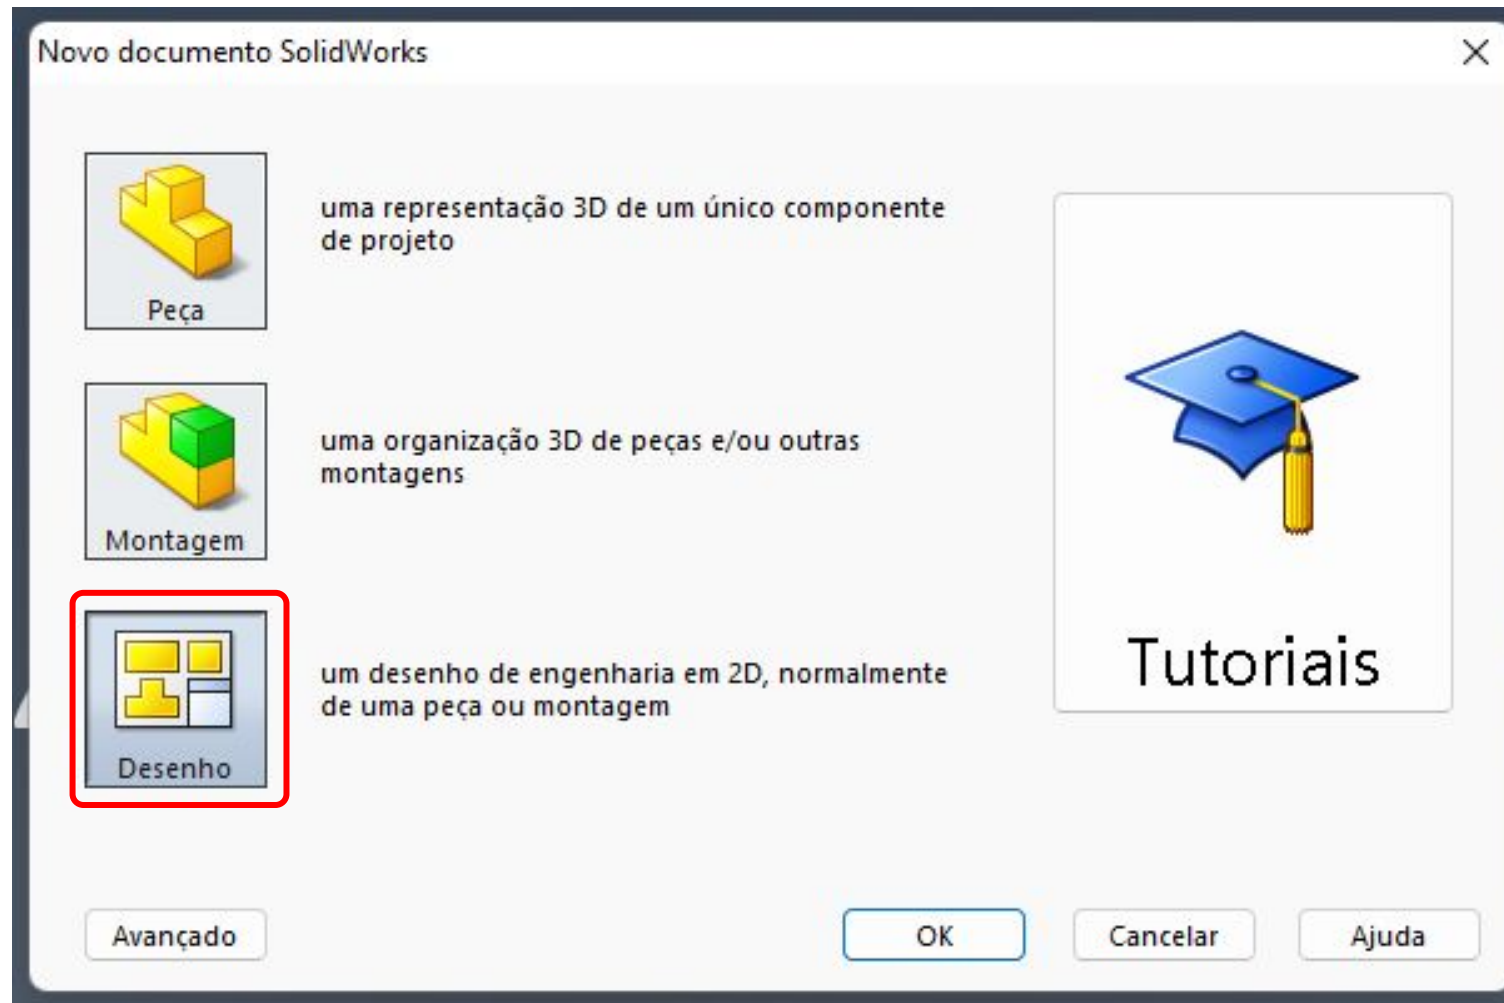 Novo documento SolidWorks
Peça
uma representação 3D de um único componente
de projeto
Montagem
uma organização 3D de peças e/ou outras
montagens
Desenho
um desenho de engenharia em 2D, normalmente
de uma peça ou montagem
Tutoriais
Avançado
OK
Cancelar
Ajuda